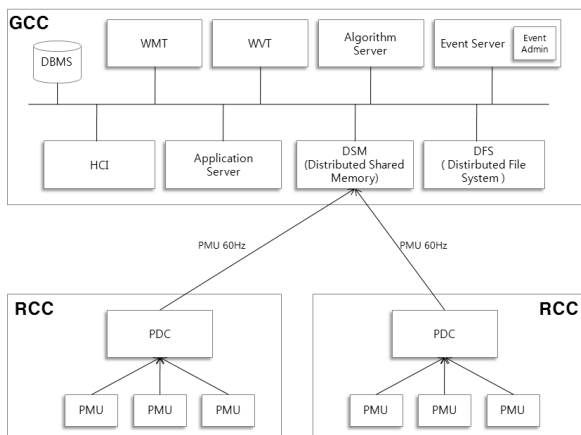 GCC
DBMS
WMT
WVT
Algorithm
Server
Event Server
Event
Admin
HCI
Application
Server
DSM
(Distributed Shared
Memory)
DFS
( Distirbuted File
System )
PMU 60Hz
PMU 60Hz
RCC
PDC
PMU
PMU
PMU
RCC
PDC
PMU
PMU
PMU